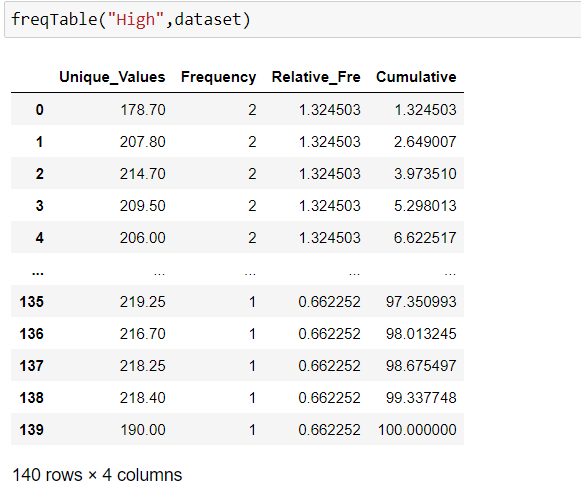 freqTable("High",dataset)
Unique_Values Frequency Relative_Fre Cumulative
0 178.70 2 1.324503 1.324503
1 207.80 2 1.324503 2.649007
2 214.70 2 1.324503 3.973510
3 209.50 2 1.324503 5.298013
4 206.00 2 1.324503 6.622517
... ... ... ... ...
135 219.25 1 0.662252 97.350993
136 216.70 1 0.662252 98.013245
137 218.25 1 0.662252 98.675497
138 218.40 1 0.662252 99.337748
139 190.00 1 0.662252 100.000000
140 rows × 4 columns